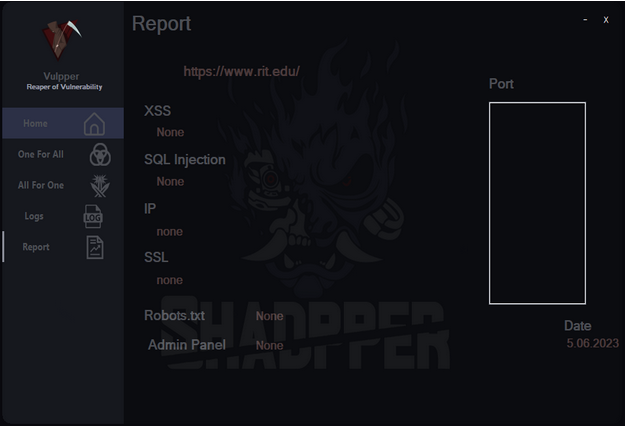 Report
- X
Vulpper
Reaper of Vulnerability
Home
One For All
All For One
Logs
LOG
Report
https://www.rit.edu/
Port
XSS
None
SQL Injection
None
IP
none
SSL
none
Robots.txt None
Admin Panel None
SHADPPER
Date
5.06.2023